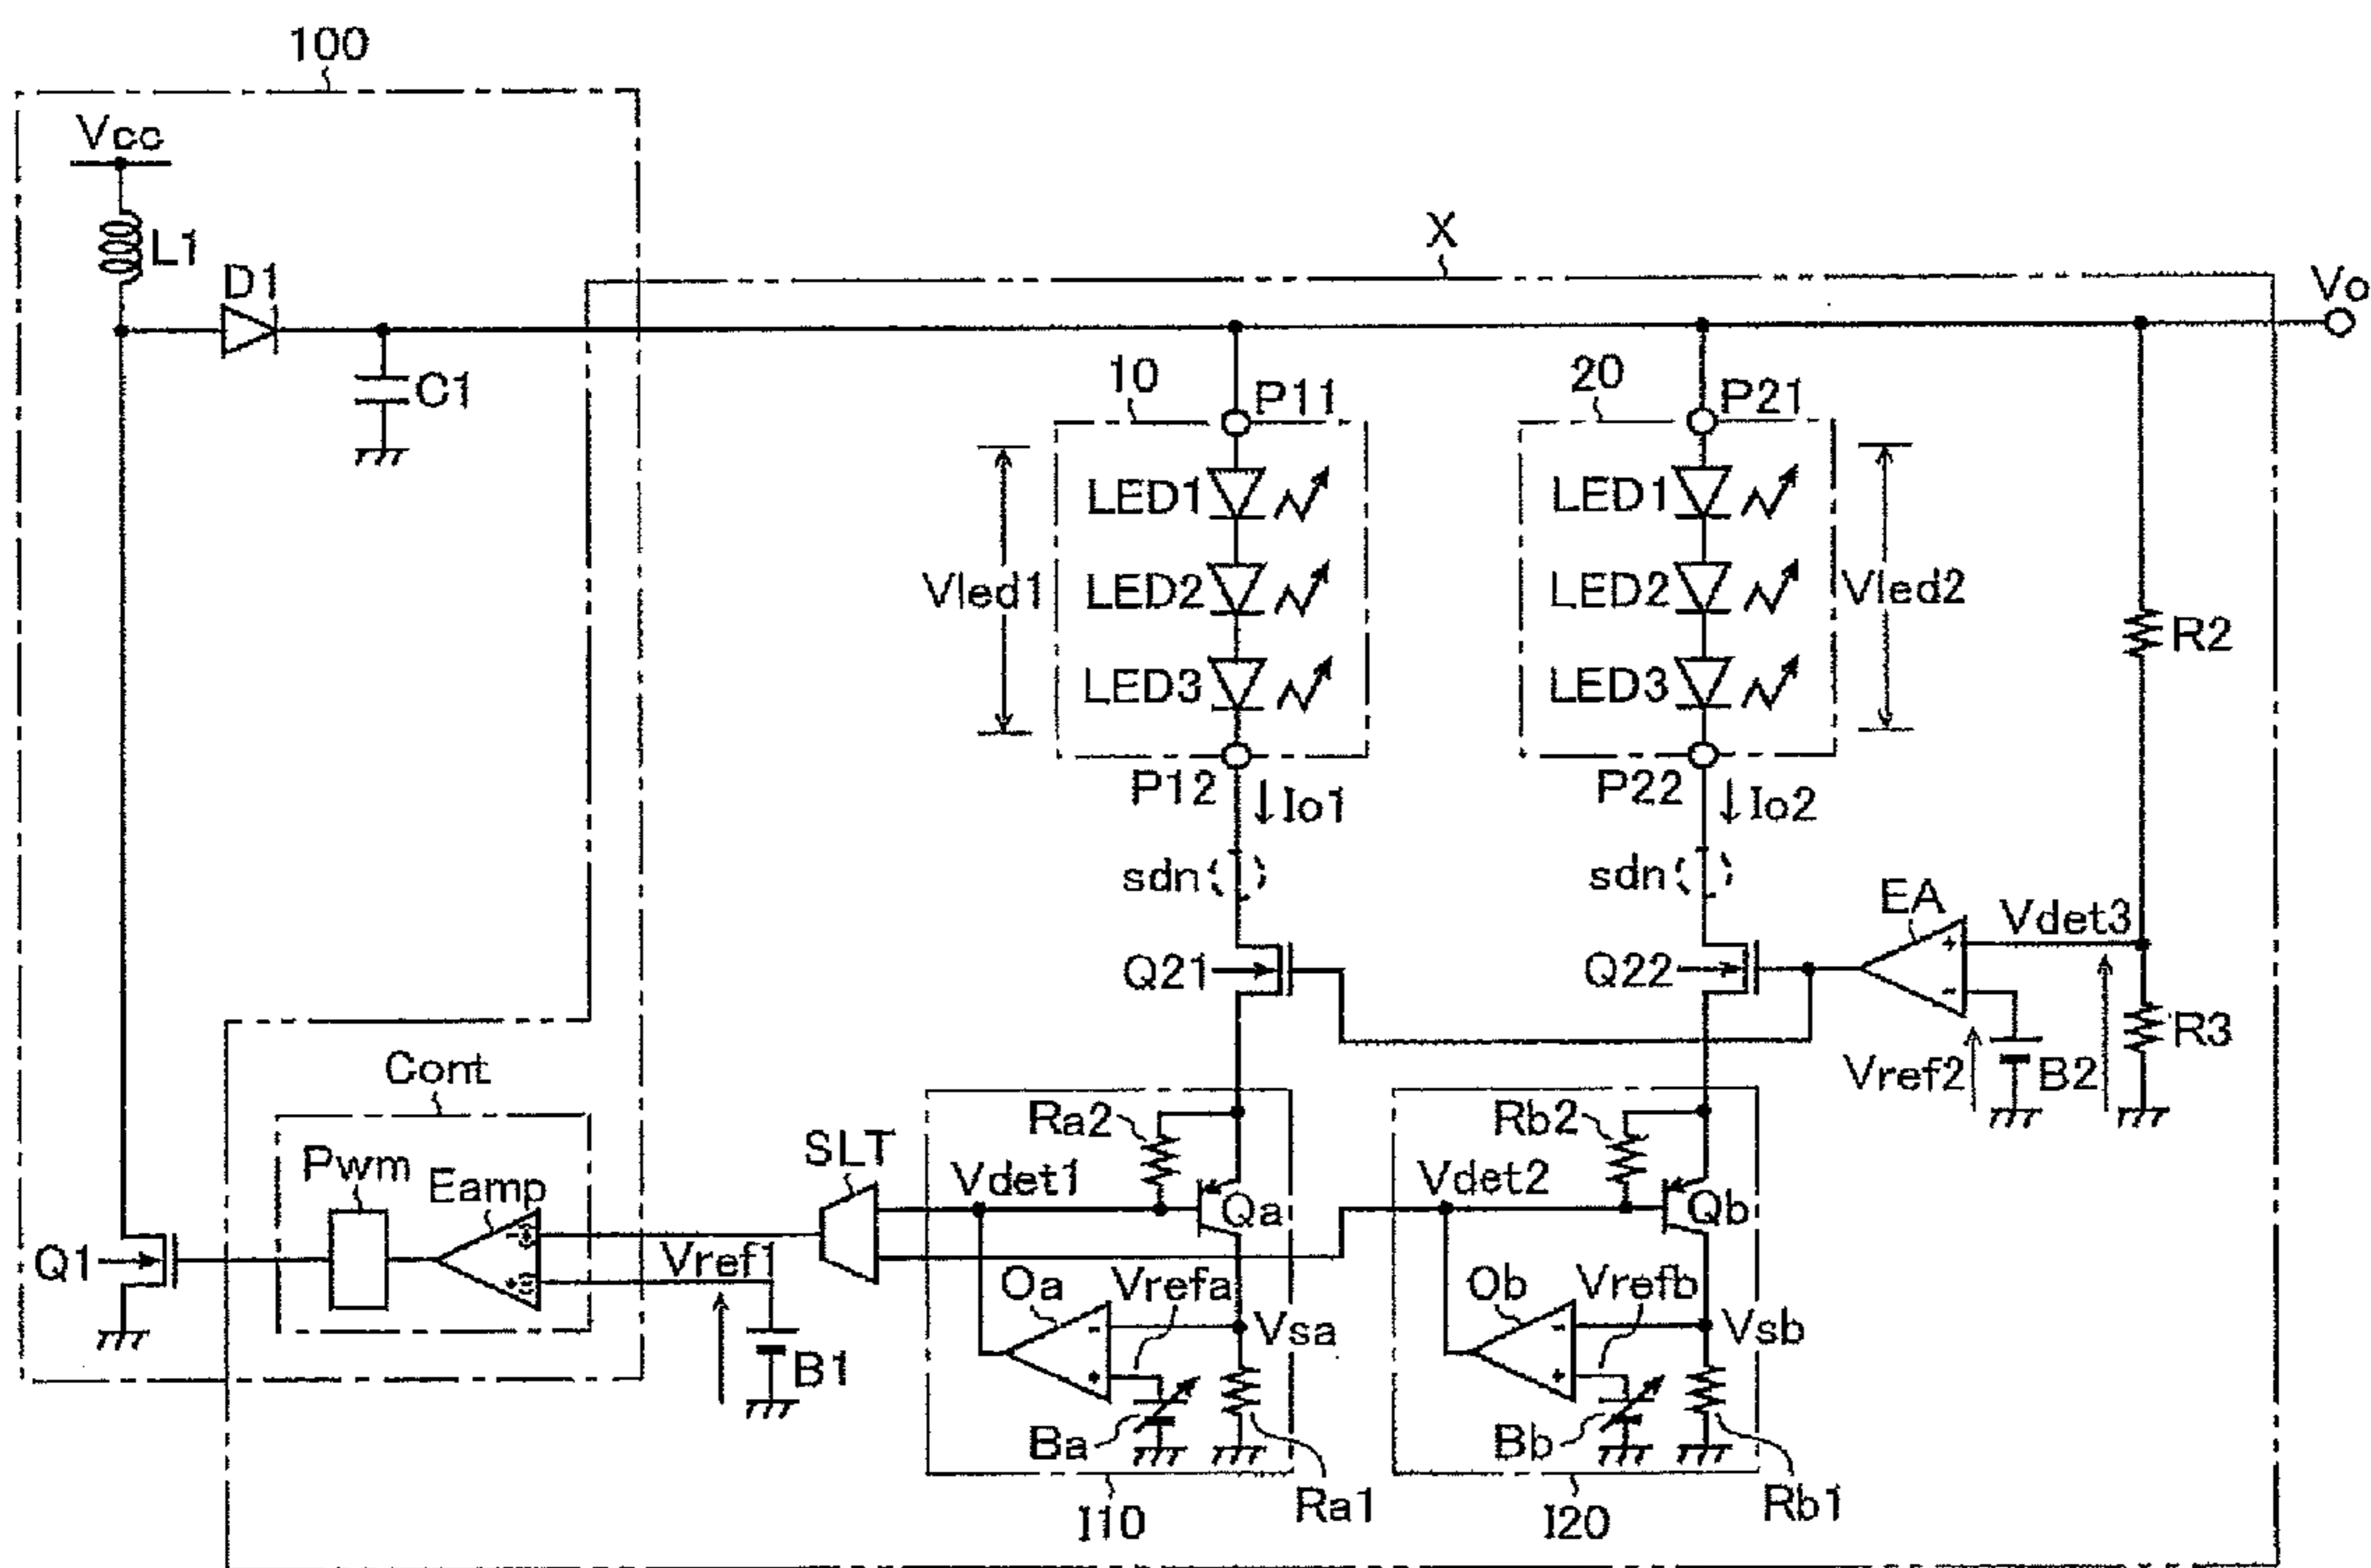 100
Vcc
L1
X
D1
Vo
C1
10
P11
20
P21
LED1
LED1
Vled1
LED2
LED2
Vled2
R2
LED3
LED3
P12
Io1
P22
Io2
sdn
sdn
EA
Vdet3
+
-
Q21
Q22
R3
Vref2
B2
Cont
Ra2
Rb2
SLT
Pwm
Eamp
Vdet1
Vdet2
Qa
Qb
Q1
Vref1
Oa
Vrefa
Ob
Vrefb
-
Vsa
-
Vsb
B1
+
+
Ba
Bb
Ra1
Rb1
I10
I20